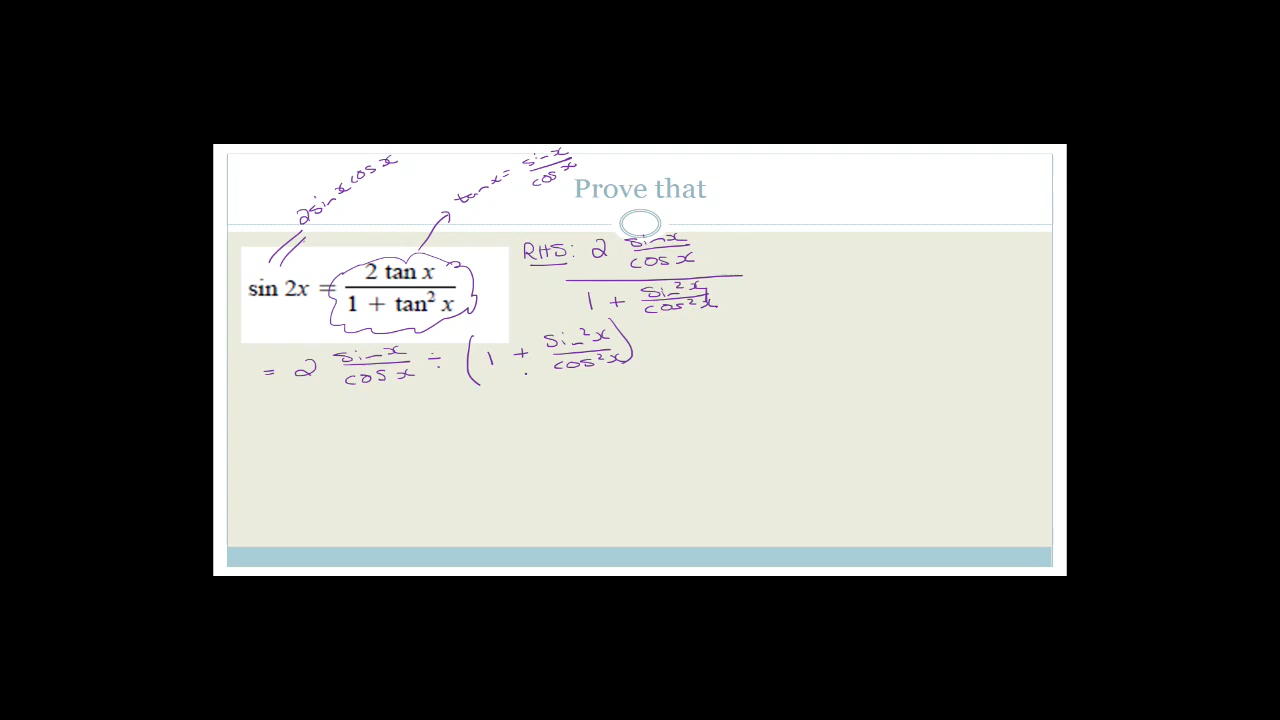 Prove that
2sin x cos x
tan x = sin x / cos x
sin 2x = 2 tan x / 1 + tan² x
RHS: 2 sin x / cos x
1 + sin² x / cos² x
= 2 sin x / cos x ÷ (1 + sin² x / cos² x)